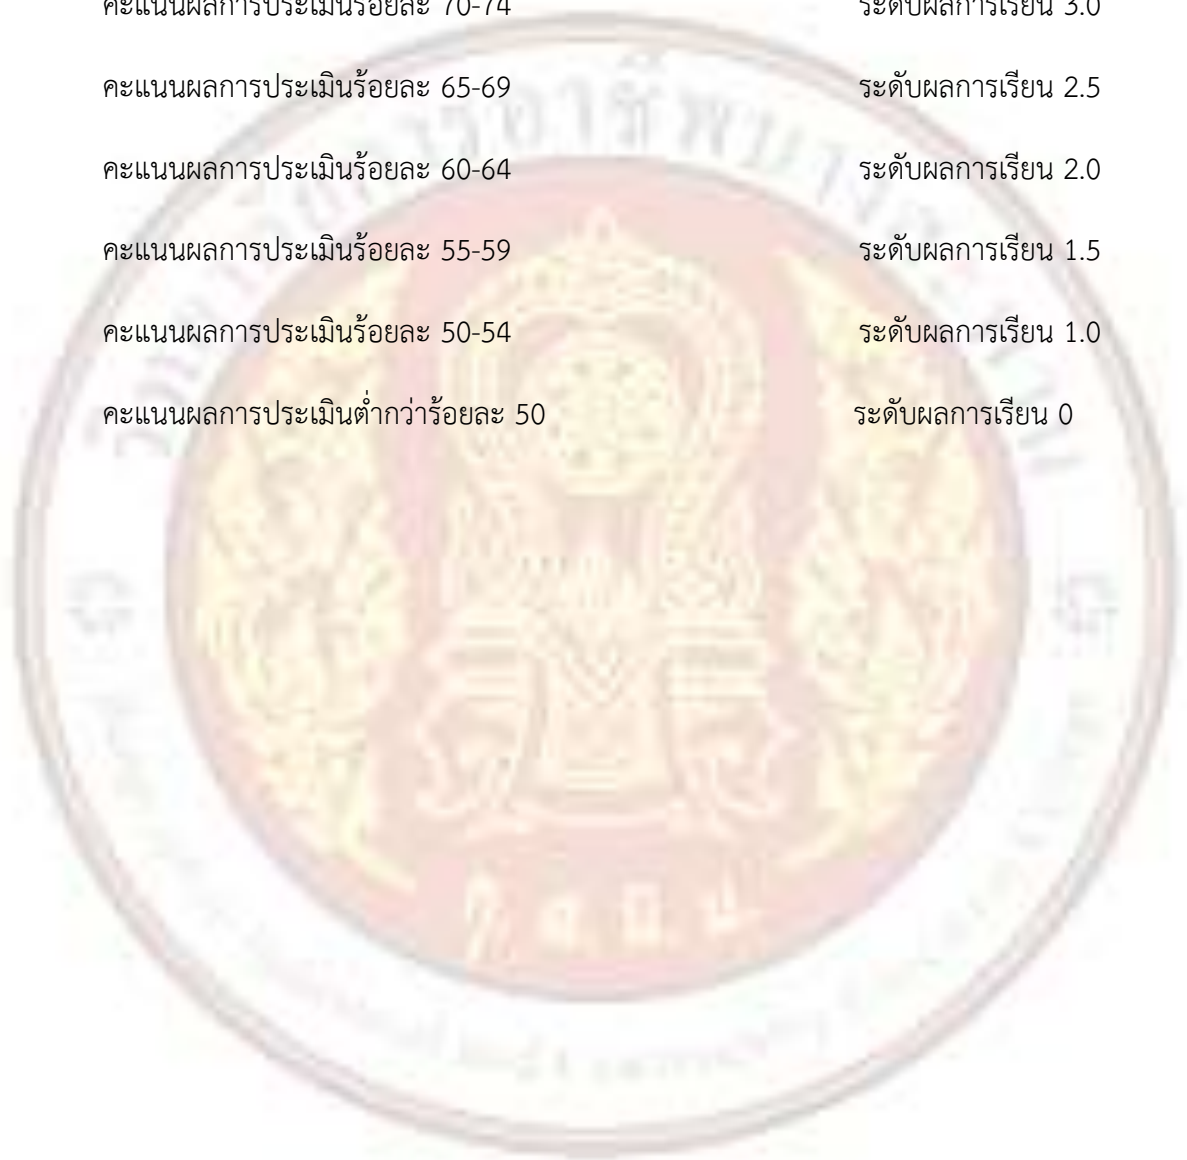 คะแนนผลการประเมินร้อยละ 70-74 ระดับผลการเรียน 3.0
คะแนนผลการประเมินร้อยละ 65-69 ระดับผลการเรียน 2.5
คะแนนผลการประเมินร้อยละ 60-64 ระดับผลการเรียน 2.0
คะแนนผลการประเมินร้อยละ 55-59 ระดับผลการเรียน 1.5
คะแนนผลการประเมินร้อยละ 50-54 ระดับผลการเรียน 1.0
คะแนนผลการประเมินต่ำกว่าร้อยละ 50 ระดับผลการเรียน 0